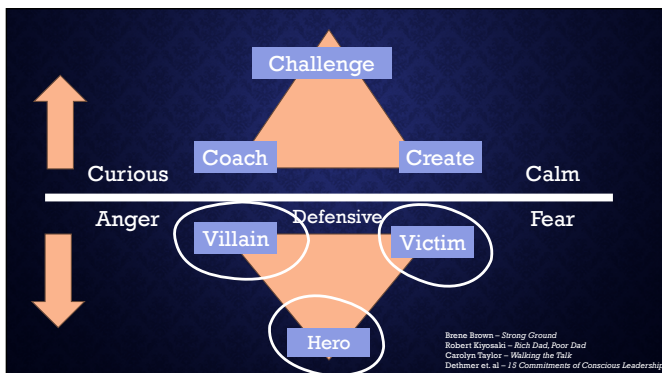 Challenge
Coach
Create
Curious
Calm
Anger
Defensive
Fear
Villain
Victim
Hero
Brene Brown – Strong Ground
Robert Kiyosaki – Rich Dad, Poor Dad
Carolyn Taylor – Walking the Talk
Dethmer et. al – 15 Commitments of Conscious Leadership